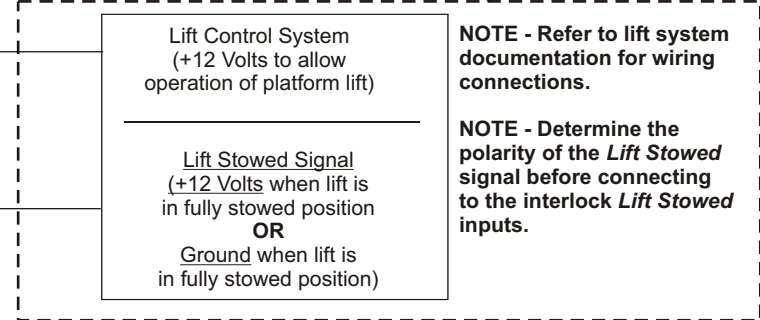 Lift Control System
(+12 Volts to allow
operation of platform lift)
Lift Stowed Signal
(+12 Volts when lift is
in fully stowed position
OR
Ground when lift is
in fully stowed position)
NOTE - Refer to lift system
documentation for wiring
connections.
NOTE - Determine the
polarity of the Lift Stowed
signal before connecting
to the interlock Lift Stowed
inputs.